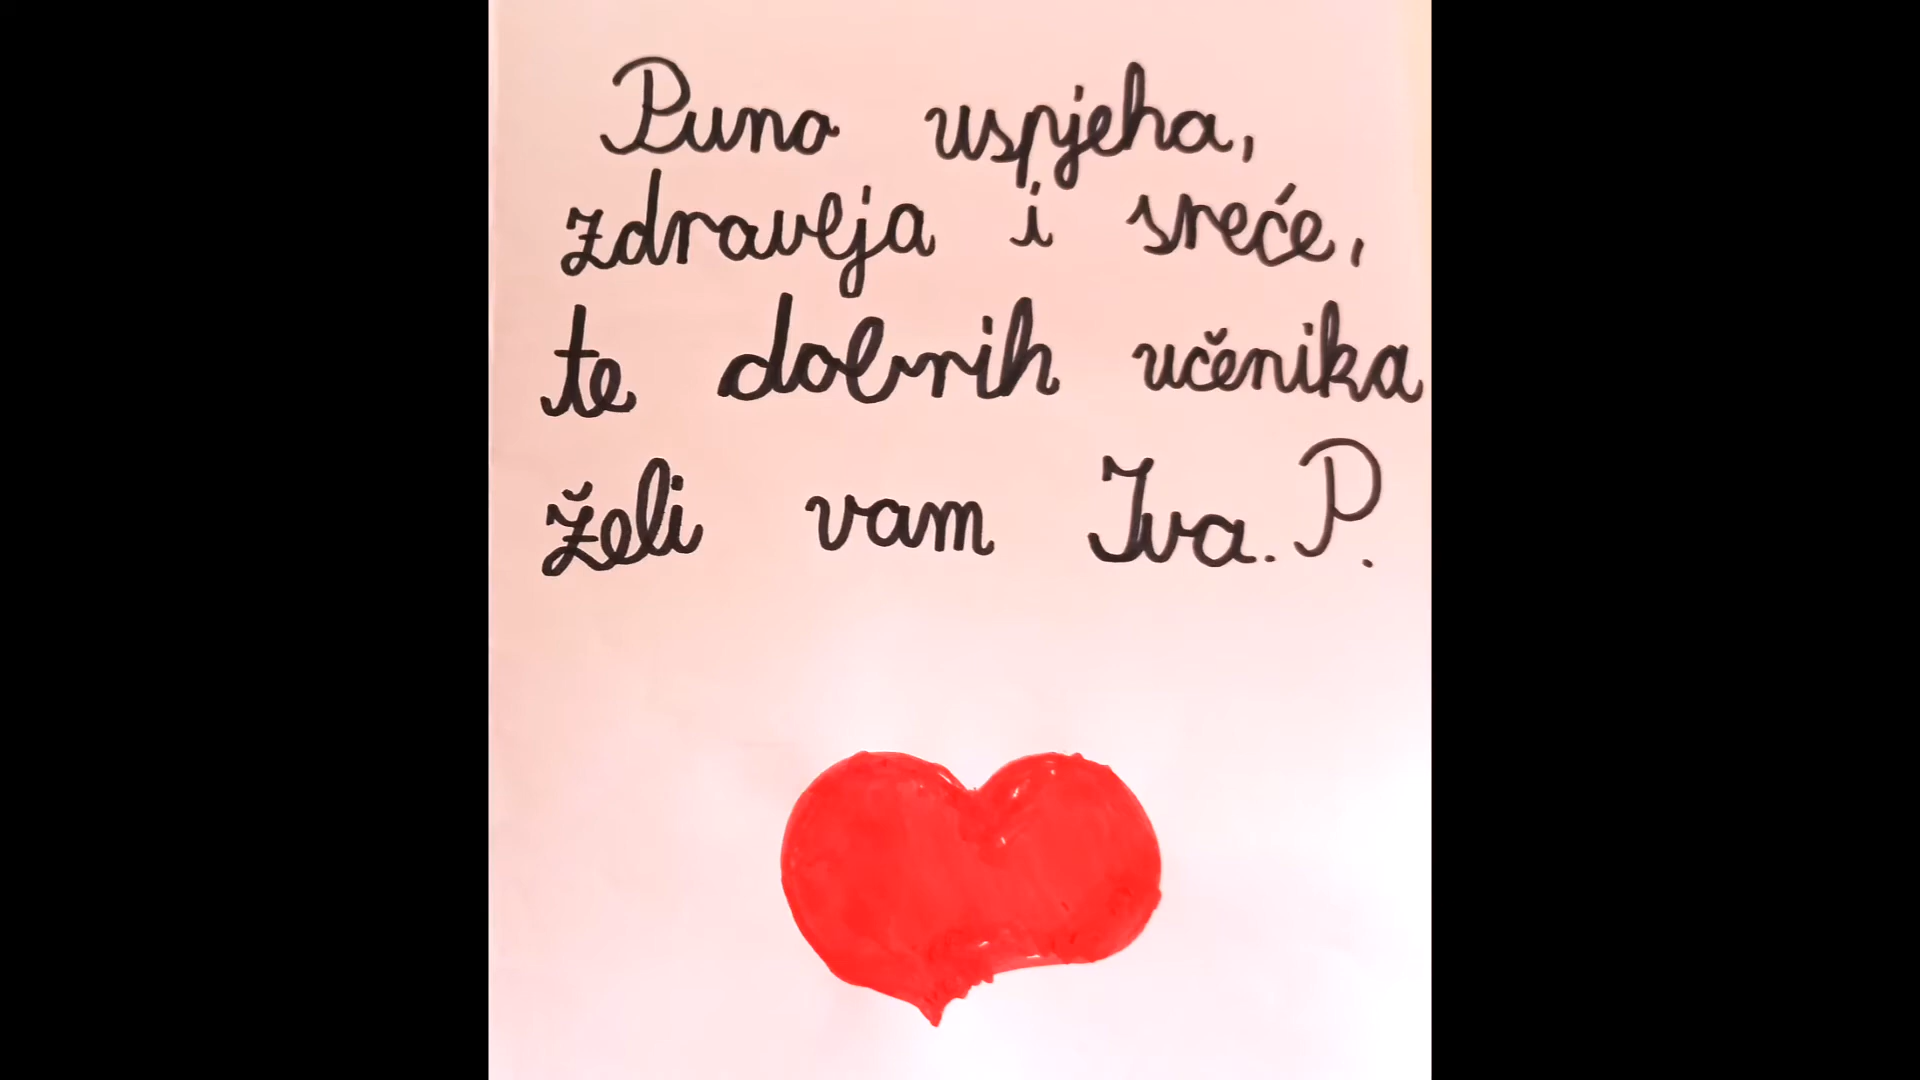 Puno uspjeha,
zdravlja i sreće,
te dobrih učenika
želi vam Iva. P.